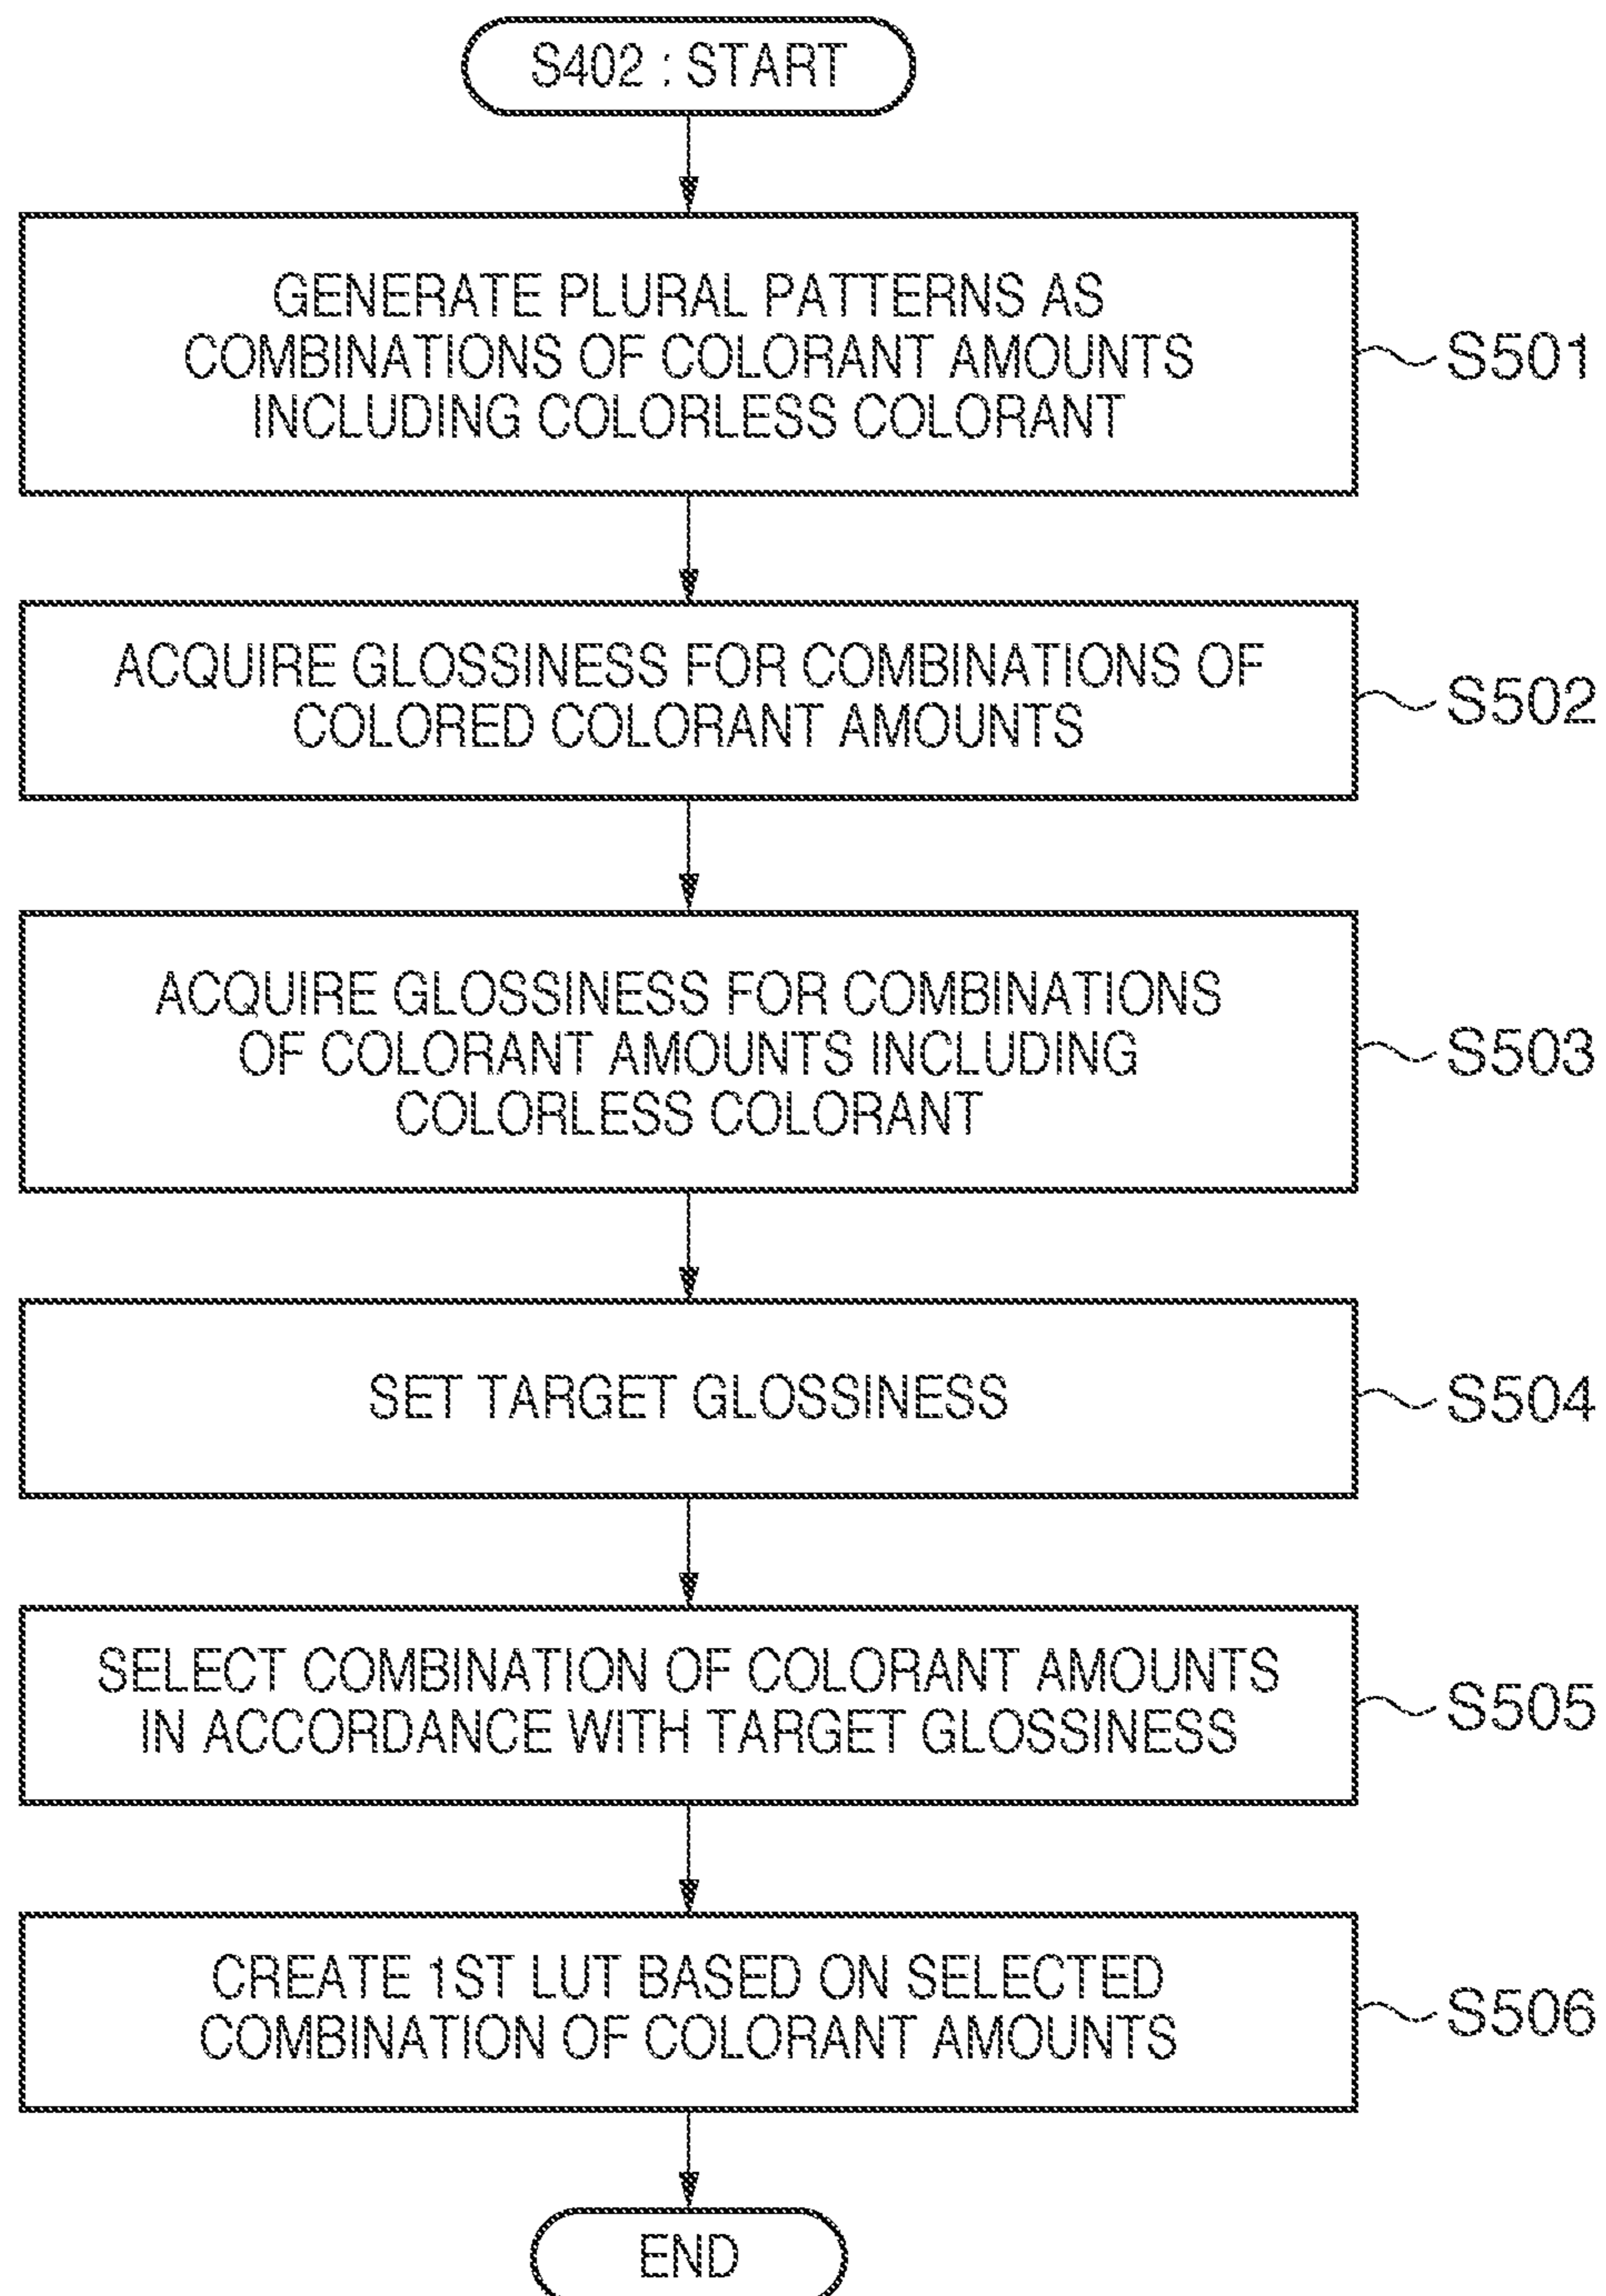 S402 : START
GENERATE PLURAL PATTERNS AS
COMBINATIONS OF COLORANT AMOUNTS
INCLUDING COLORLESS COLORANT
S501
ACQUIRE GLOSSINESS FOR COMBINATIONS OF
COLORED COLORANT AMOUNTS
S502
ACQUIRE GLOSSINESS FOR COMBINATIONS
OF COLORANT AMOUNTS INCLUDING
COLORLESS COLORANT
S503
SET TARGET GLOSSINESS
S504
SELECT COMBINATION OF COLORANT AMOUNTS
IN ACCORDANCE WITH TARGET GLOSSINESS
S505
CREATE 1ST LUT BASED ON SELECTED
COMBINATION OF COLORANT AMOUNTS
S506
END